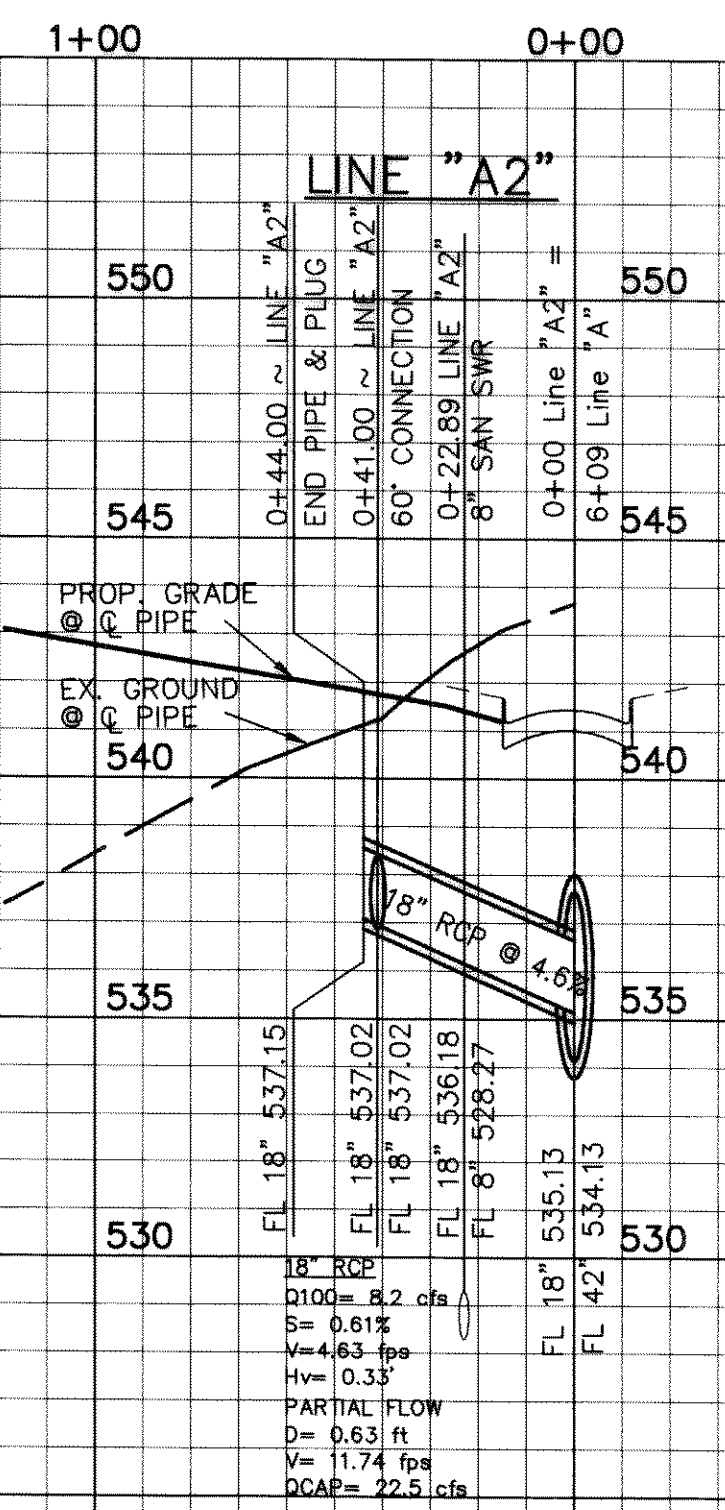 1+00 0+00
LINE "A2"
0+44.00 ~ LINE "A2"
END PIPE & PLUG
0+41.00 ~ LINE "A2"
60° CONNECTION
0+22.89 LINE "A2"
8" SAN SWR
0+00 Line "A2" =
6+09 Line "A"
550 550
545 545
PROP. GRADE
@ ℄ PIPE
EX. GROUND
@ ℄ PIPE
540 540
18" RCP @ 4.6%
535 535
FL 18" 537.15
FL 18" 537.02
FL 18" 537.02
FL 18" 536.18
FL 8" 528.27
FL 18" 535.13
FL 42" 534.13
530 530
18" RCP
Q100= 8.2 cfs
S= 0.61%
V=4.63 fps
Hv= 0.33'
PARTIAL FLOW
D= 0.63 ft
V= 11.74 fps
QCAP= 22.5 cfs